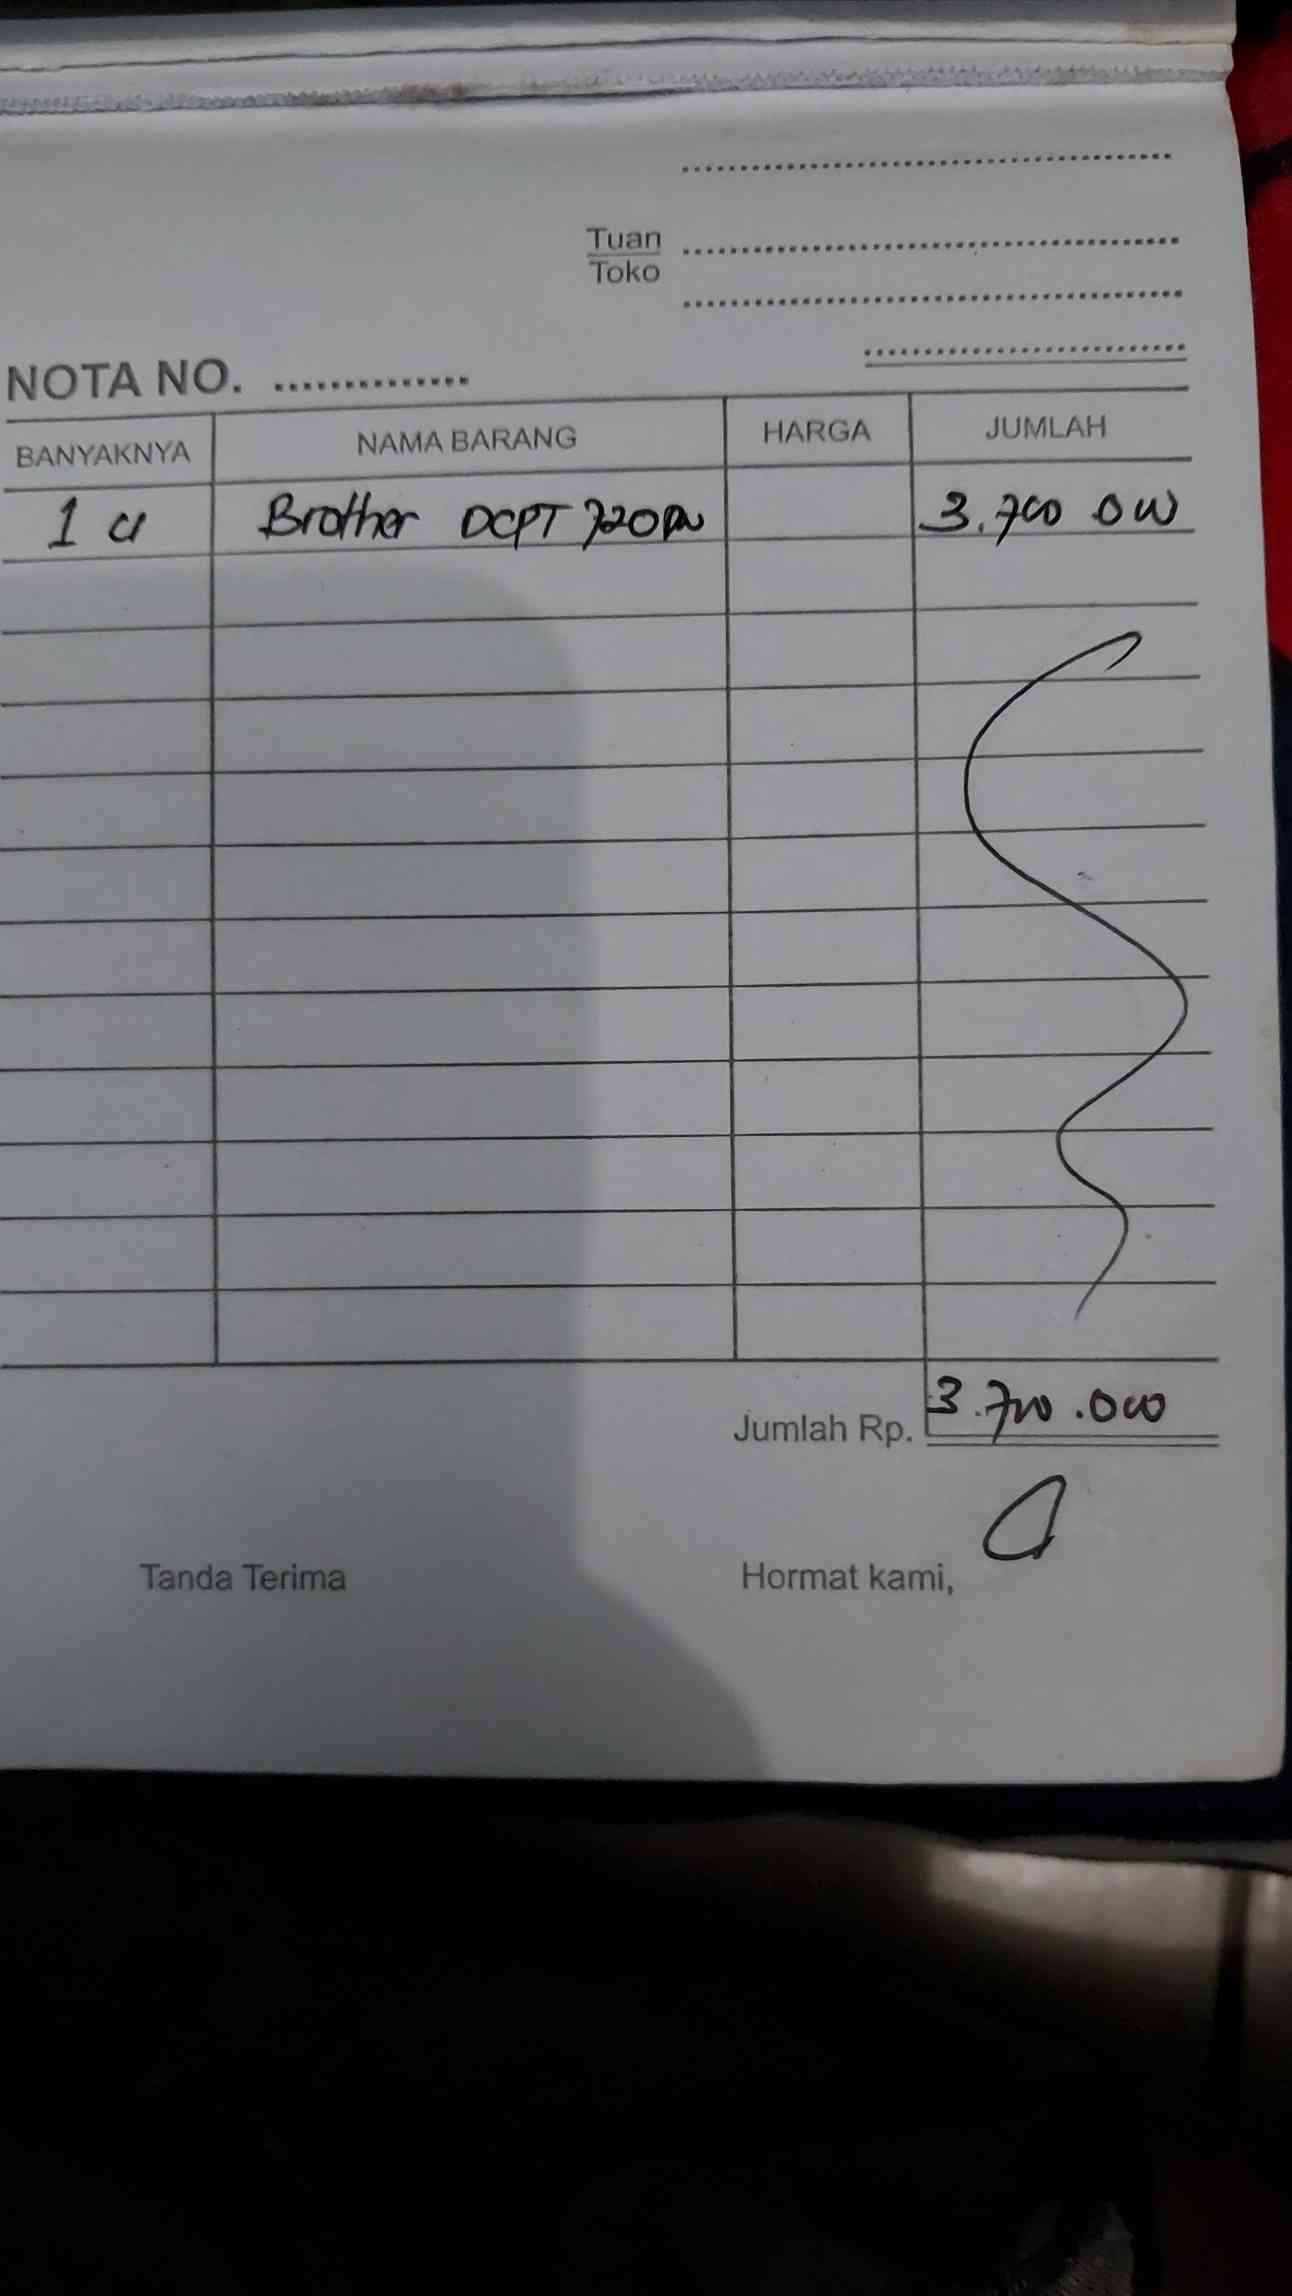 Tuan
Toko
NOTA NO.
BANYAKNYA NAMA BARANG HARGA JUMLAH
1 u Brother DCPT 720DW 3.700 000
Jumlah Rp. 3.700.000
Tanda Terima Hormat kami,